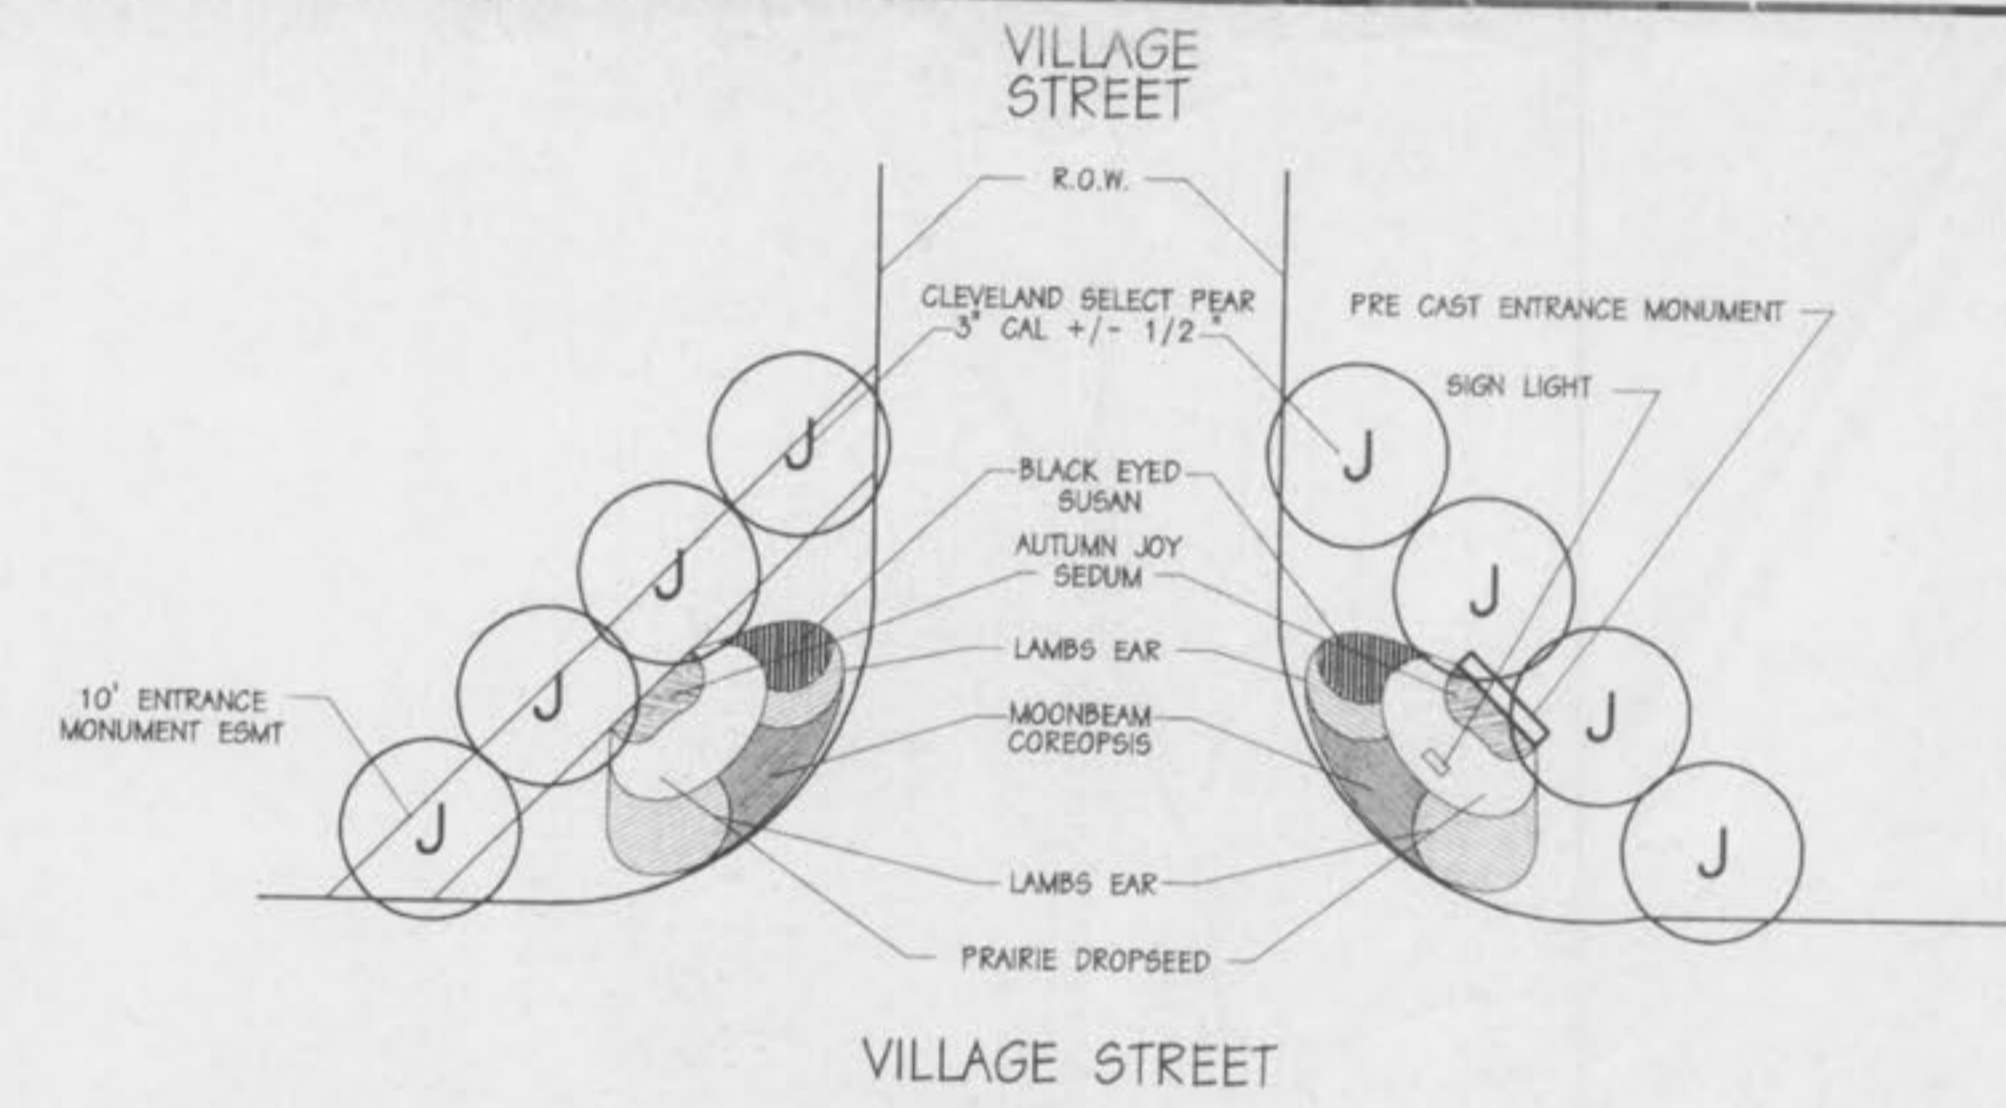 VILLAGE
STREET
R.O.W.
CLEVELAND SELECT PEAR
3" CAL +/- 1/2 "
PRE CAST ENTRANCE MONUMENT
SIGN LIGHT
J
J
BLACK EYED
SUSAN
J
J
AUTUMN JOY
SEDUM
LAMBS EAR
J
J
10' ENTRANCE
MONUMENT ESMT
MOONBEAM
COREOPSIS
J
J
LAMBS EAR
PRAIRIE DROPSEED
VILLAGE STREET